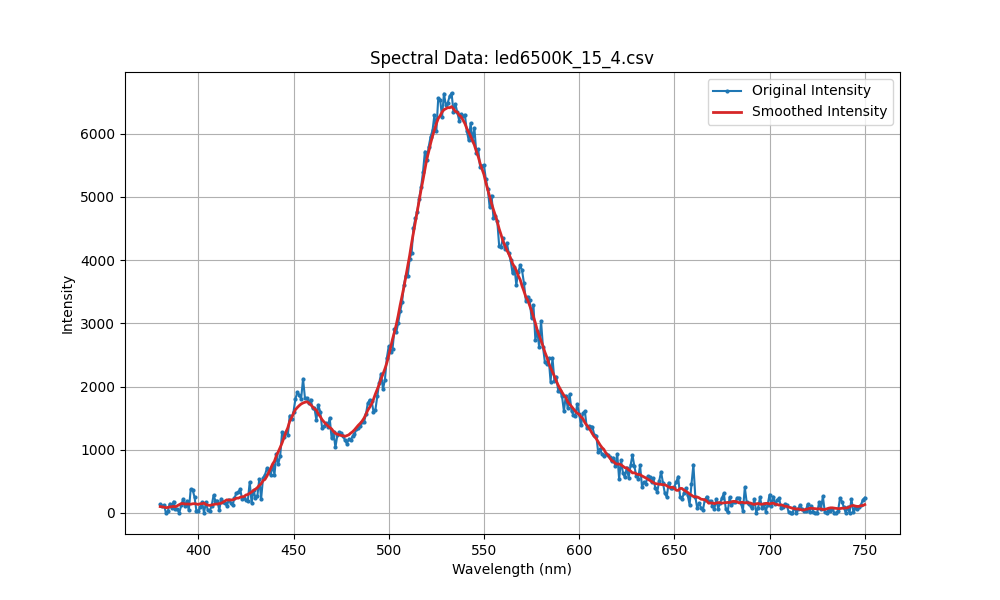 Spectral Data: led6500K_15_4.csv
Original Intensity
Smoothed Intensity
6000
5000
4000
3000
2000
1000
0
Intensity
400 450 500 550 600 650 700 750
Wavelength (nm)